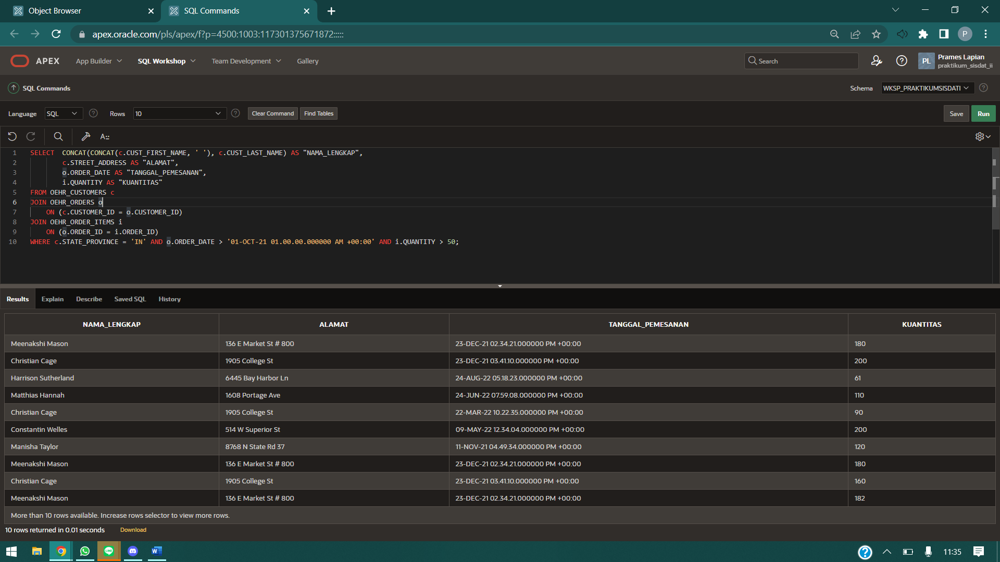 Object Browser
SQL Commands
apex.oracle.com/pls/apex/f?p=4500:1003:117301375671872:::::
P
APEX
App Builder
SQL Workshop
Team Development
Gallery
Search
PL
Prames Lapian
praktikum_sisdat_ii
SQL Commands
Schema
WKSP_PRAKTIKUMSISDATI
Language
SQL
Rows
10
Clear Command
Find Tables
Save
Run
1 SELECT  CONCAT(CONCAT(c.CUST_FIRST_NAME, ' '), c.CUST_LAST_NAME) AS "NAMA_LENGKAP",
2         c.STREET_ADDRESS AS "ALAMAT",
3         o.ORDER_DATE AS "TANGGAL_PEMESANAN",
4         i.QUANTITY AS "KUANTITAS"
5 FROM OEHR_CUSTOMERS c
6 JOIN OEHR_ORDERS o
7     ON (c.CUSTOMER_ID = o.CUSTOMER_ID)
8 JOIN OEHR_ORDER_ITEMS i
9     ON (o.ORDER_ID = i.ORDER_ID)
10 WHERE c.STATE_PROVINCE = 'IN' AND o.ORDER_DATE > '01-OCT-21 01.00.00.000000 AM +00:00' AND i.QUANTITY > 50;
Results
Explain
Describe
Saved SQL
History
NAMA_LENGKAP ALAMAT TANGGAL_PEMESANAN KUANTITAS
Meenakshi Mason 136 E Market St # 800 23-DEC-21 02.34.21.000000 PM +00:00 180
Christian Cage 1905 College St 23-DEC-21 03.41.10.000000 PM +00:00 200
Harrison Sutherland 6445 Bay Harbor Ln 24-AUG-22 05.18.23.000000 PM +00:00 61
Matthias Hannah 1608 Portage Ave 24-JUN-22 07.59.08.000000 PM +00:00 110
Christian Cage 1905 College St 22-MAR-22 10.22.35.000000 PM +00:00 90
Constantin Welles 514 W Superior St 09-MAY-22 12.34.04.000000 PM +00:00 200
Manisha Taylor 8768 N State Rd 37 11-NOV-21 04.49.34.000000 PM +00:00 120
Meenakshi Mason 136 E Market St # 800 23-DEC-21 02.34.21.000000 PM +00:00 180
Christian Cage 1905 College St 23-DEC-21 03.41.10.000000 PM +00:00 160
Meenakshi Mason 136 E Market St # 800 23-DEC-21 02.34.21.000000 PM +00:00 182
More than 10 rows available. Increase rows selector to view more rows.
10 rows returned in 0.01 seconds
Download
LINE
W
11:35